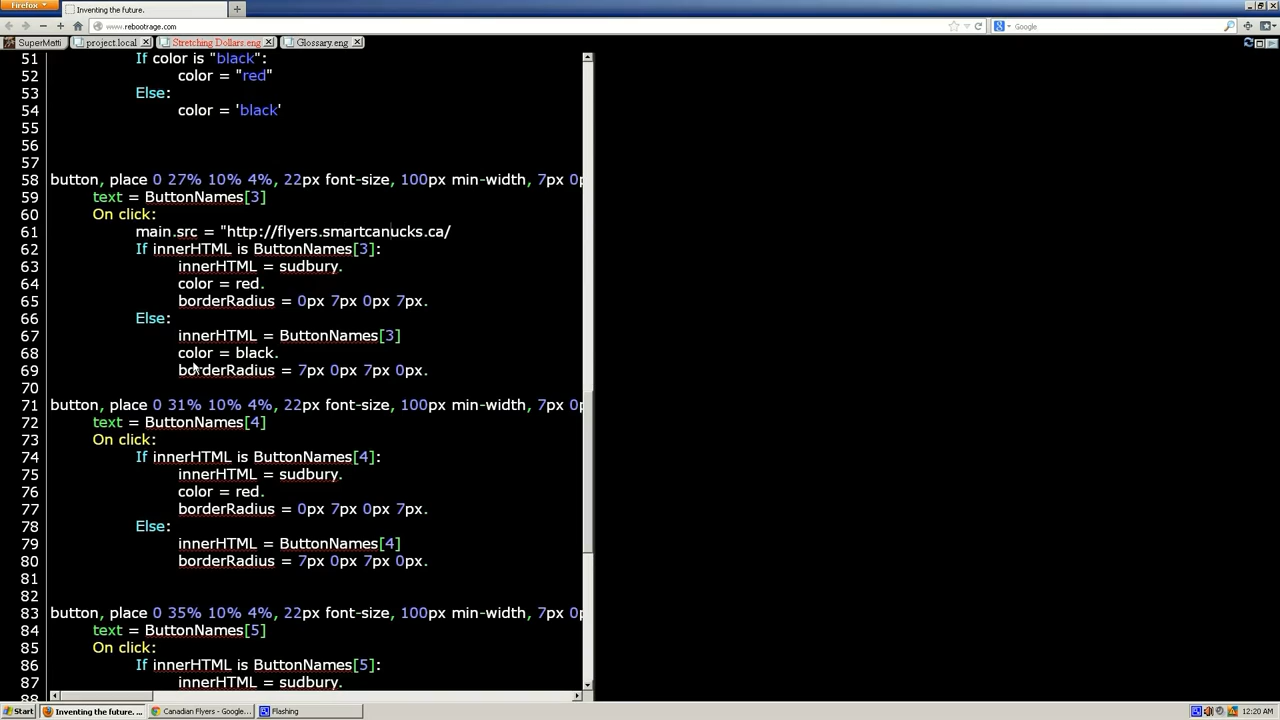 Firefox
Inventing the future.
www.rebootrage.com
Google
SuperMatti
project.local
Stretching Dollars.eng
Glossary.eng
51 If color is "black":
52 color = "red"
53 Else:
54 color = 'black'
55
56
57
58 button, place 0 27% 10% 4%, 22px font-size, 100px min-width, 7px 0p
59 text = ButtonNames[3]
60 On click:
61 main.src = "http://flyers.smartcanucks.ca/
62 If innerHTML is ButtonNames[3]:
63 innerHTML = sudbury.
64 color = red.
65 borderRadius = 0px 7px 0px 7px.
66 Else:
67 innerHTML = ButtonNames[3]
68 color = black.
69 borderRadius = 7px 0px 7px 0px.
70
71 button, place 0 31% 10% 4%, 22px font-size, 100px min-width, 7px 0p
72 text = ButtonNames[4]
73 On click:
74 If innerHTML is ButtonNames[4]:
75 innerHTML = sudbury.
76 color = red.
77 borderRadius = 0px 7px 0px 7px.
78 Else:
79 innerHTML = ButtonNames[4]
80 borderRadius = 7px 0px 7px 0px.
81
82
83 button, place 0 35% 10% 4%, 22px font-size, 100px min-width, 7px 0p
84 text = ButtonNames[5]
85 On click:
86 If innerHTML is ButtonNames[5]:
87 innerHTML = sudbury.
88
Start
Inventing the future. ...
Canadian Flyers - Google...
Flashing
12:20 AM